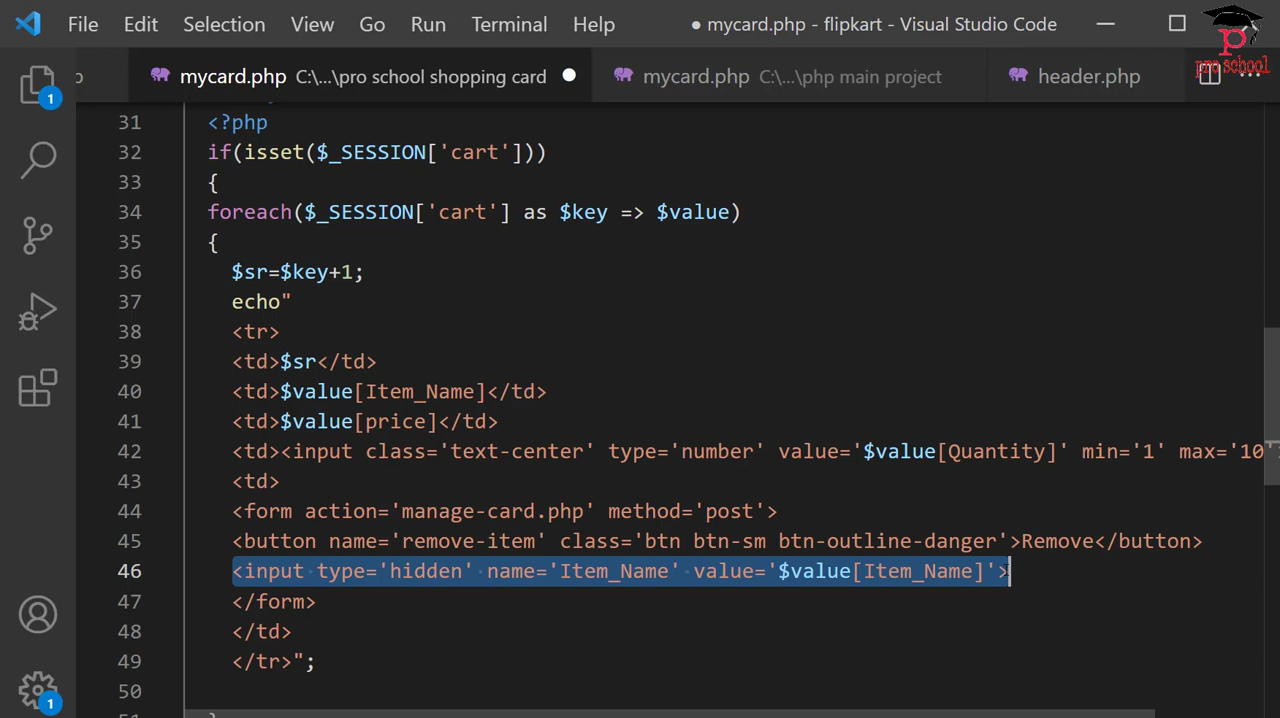 File Edit Selection View Go Run Terminal Help ● mycard.php - flipkart - Visual Studio Code
p
pro school
mycard.php C:\...\pro school shopping card ● mycard.php C:\...\php main project header.php
1
31 <?php
32 if(isset($_SESSION['cart']))
33 {
34 foreach($_SESSION['cart'] as $key => $value)
35 {
36 $sr=$key+1;
37 echo"
38 <tr>
39 <td>$sr</td>
40 <td>$value[Item_Name]</td>
41 <td>$value[price]</td>
42 <td><input class='text-center' type='number' value='$value[Quantity]' min='1' max='10'
43 <td>
44 <form action='manage-card.php' method='post'>
45 <button name='remove-item' class='btn btn-sm btn-outline-danger'>Remove</button>
46 <input type='hidden' name='Item_Name' value='$value[Item_Name]'>
47 </form>
48 </td>
49 </tr>";
50
1